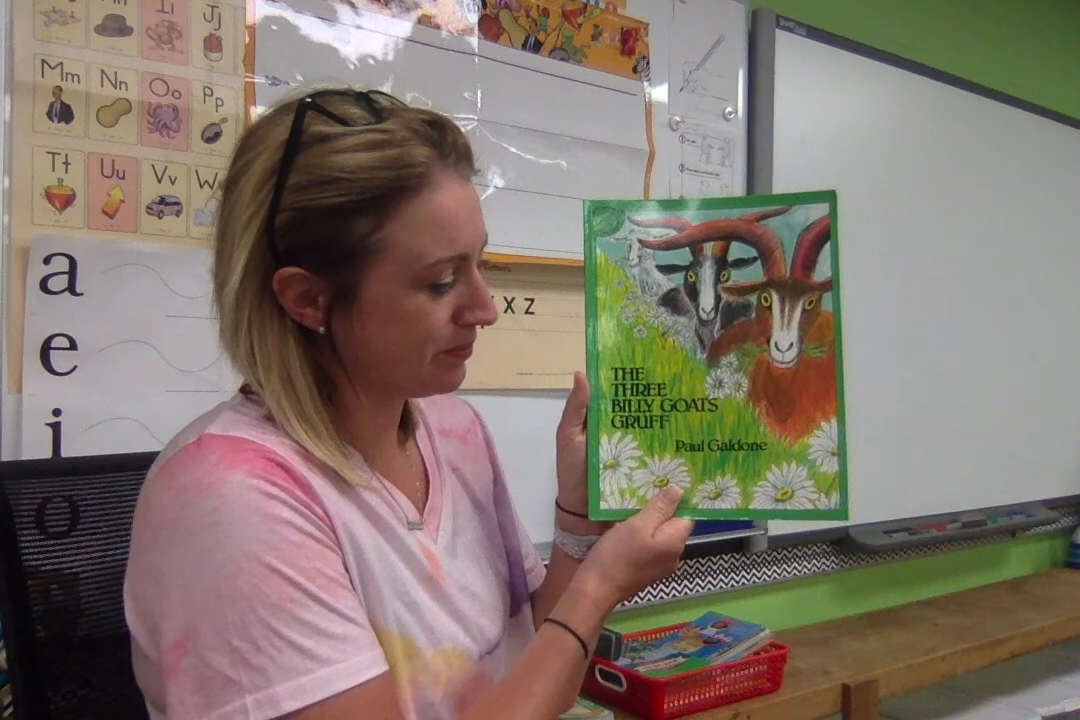 Ii
Jj
Mm
Nn
Oo
Pp
Tt
Uu
Vv
a
e
i
o
X Z
THE
THREE
BILLY GOATS
GRUFF
Paul Galdone